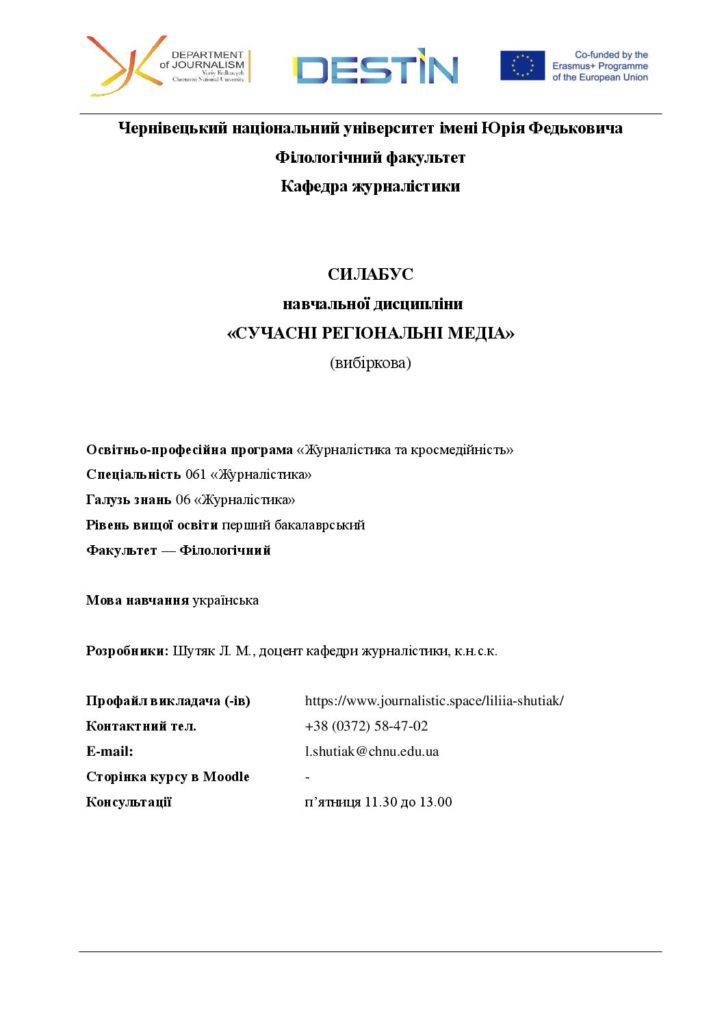 DEPARTMENT
of JOURNALISM
Yuriy Fedkovych
Chernivtsi National University
DESTIN
Co-funded by the
Erasmus+ Programme
of the European Union
Чернівецький національний університет імені Юрія Федьковича
Філологічний факультет
Кафедра журналістики
СИЛАБУС
навчальної дисципліни
«СУЧАСНІ РЕГІОНАЛЬНІ МЕДІА»
(вибіркова)
Освітньо-професійна програма «Журналістика та кросмедійність»
Спеціальність 061 «Журналістика»
Галузь знань 06 «Журналістика»
Рівень вищої освіти перший бакалаврський
Факультет — Філологічний
Мова навчання українська
Розробники: Шутяк Л. М., доцент кафедри журналістики, к.н.с.к.
Профайл викладача (-ів) https://www.journalistic.space/liliia-shutiak/
Контактний тел. +38 (0372) 58-47-02
E-mail: l.shutiak@chnu.edu.ua
Сторінка курсу в Moodle -
Консультації п’ятниця 11.30 до 13.00